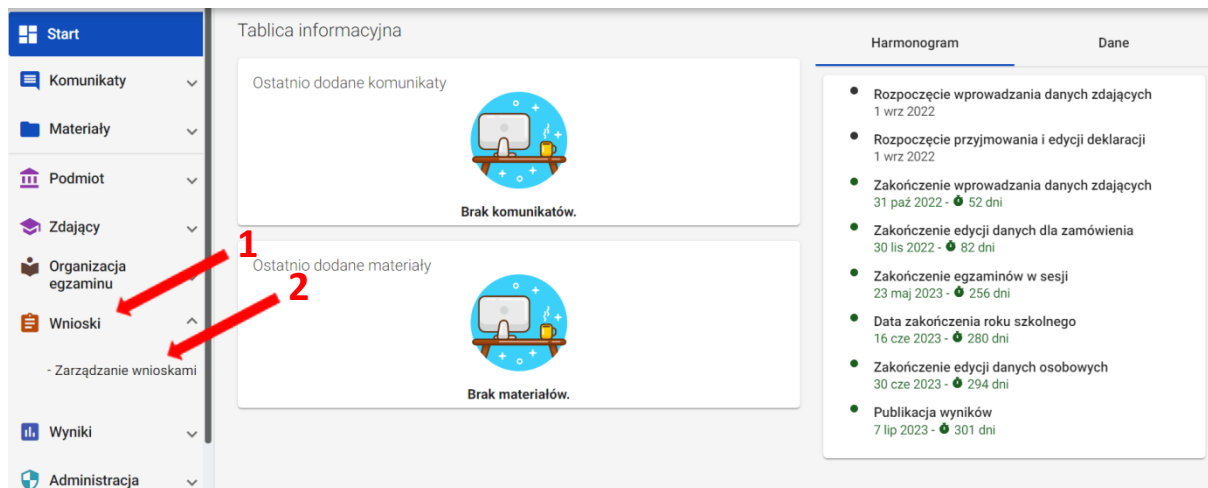 Start
Komunikaty
Materiały
Podmiot
Zdający
Organizacja
egzaminu
Wnioski
- Zarządzanie wnioskami
Wyniki
Administracja
Tablica informacyjna
Ostatnio dodane komunikaty
Brak komunikatów.
1
Ostatnio dodane materiały
2
Brak materiałów.
Harmonogram Dane
Rozpoczęcie wprowadzania danych zdających
1 wrz 2022
Rozpoczęcie przyjmowania i edycji deklaracji
1 wrz 2022
Zakończenie wprowadzania danych zdających
31 paź 2022 - 52 dni
Zakończenie edycji danych dla zamówienia
30 lis 2022 - 82 dni
Zakończenie egzaminów w sesji
23 maj 2023 - 256 dni
Data zakończenia roku szkolnego
16 cze 2023 - 280 dni
Zakończenie edycji danych osobowych
30 cze 2023 - 294 dni
Publikacja wyników
7 lip 2023 - 301 dni